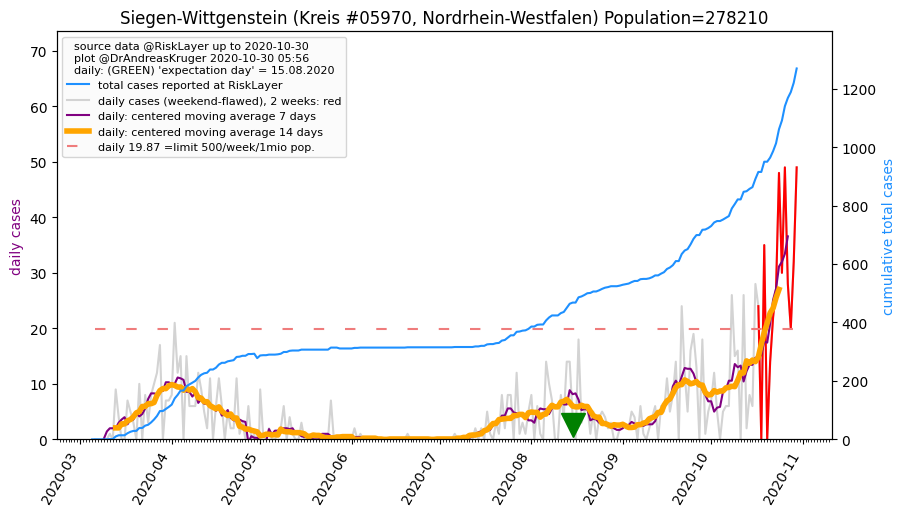 Siegen-Wittgenstein (Kreis #05970, Nordrhein-Westfalen) Population=278210
source data @RiskLayer up to 2020-10-30
plot @DrAndreasKruger 2020-10-30 05:56
daily: (GREEN) 'expectation day' = 15.08.2020
total cases reported at RiskLayer
daily cases (weekend-flawed), 2 weeks: red
daily: centered moving average 7 days
daily: centered moving average 14 days
daily 19.87 =limit 500/week/1mio pop.
daily cases
70
60
50
40
30
20
10
0
cumulative total cases
1200
1000
800
600
400
200
0
2020-03
2020-04
2020-05
2020-06
2020-07
2020-08
2020-09
2020-10
2020-11